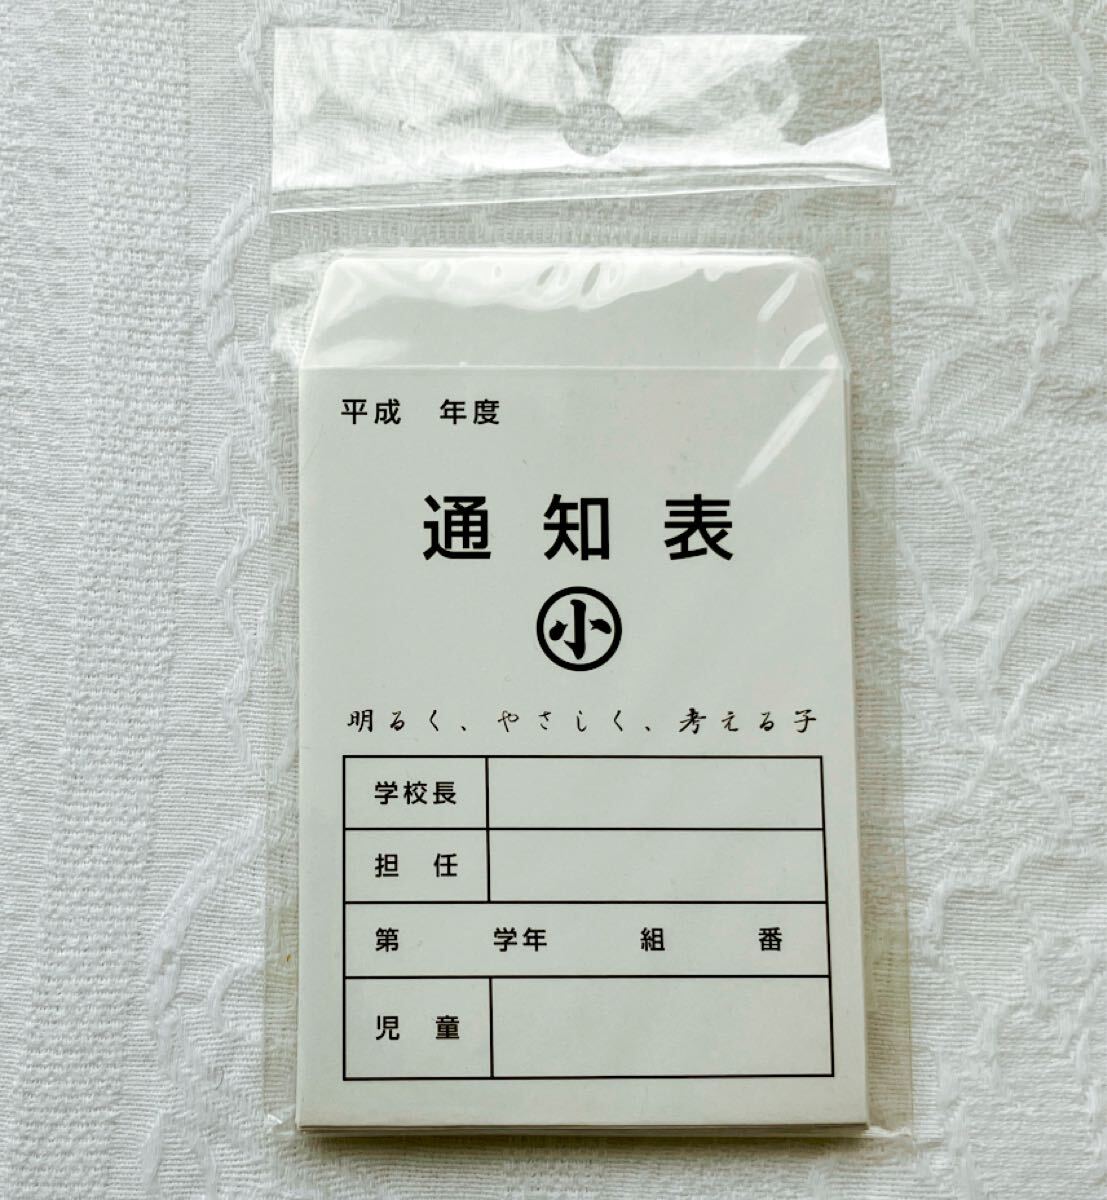 平成　年度
通知表
小
明るく、やさしく、考える子
学校長
担　任
第　学年　組　番
児　童